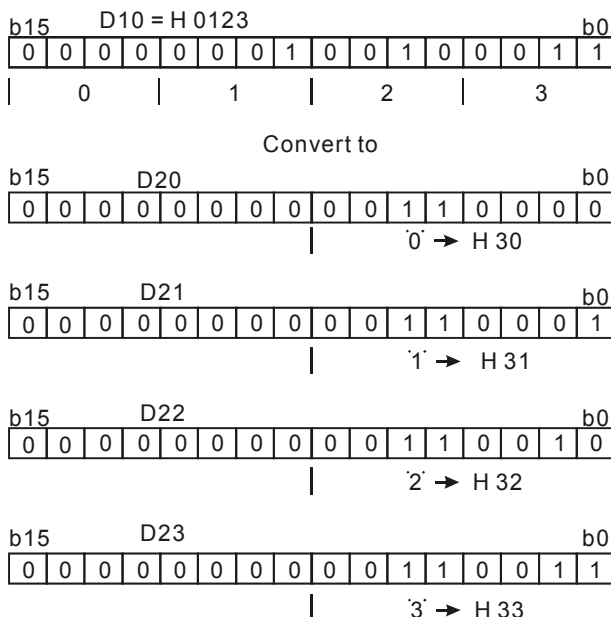 D10 = H 0123
b15 b0
0 0 0 0 0 0 0 1 0 0 1 0 0 0 1 1
0 1 2 3
Convert to
b15 D20 b0
0 0 0 0 0 0 0 0 0 0 1 1 0 0 0 0
'0' → H 30
b15 D21 b0
0 0 0 0 0 0 0 0 0 0 1 1 0 0 0 1
'1' → H 31
b15 D22 b0
0 0 0 0 0 0 0 0 0 0 1 1 0 0 1 0
'2' → H 32
b15 D23 b0
0 0 0 0 0 0 0 0 0 0 1 1 0 0 1 1
'3' → H 33